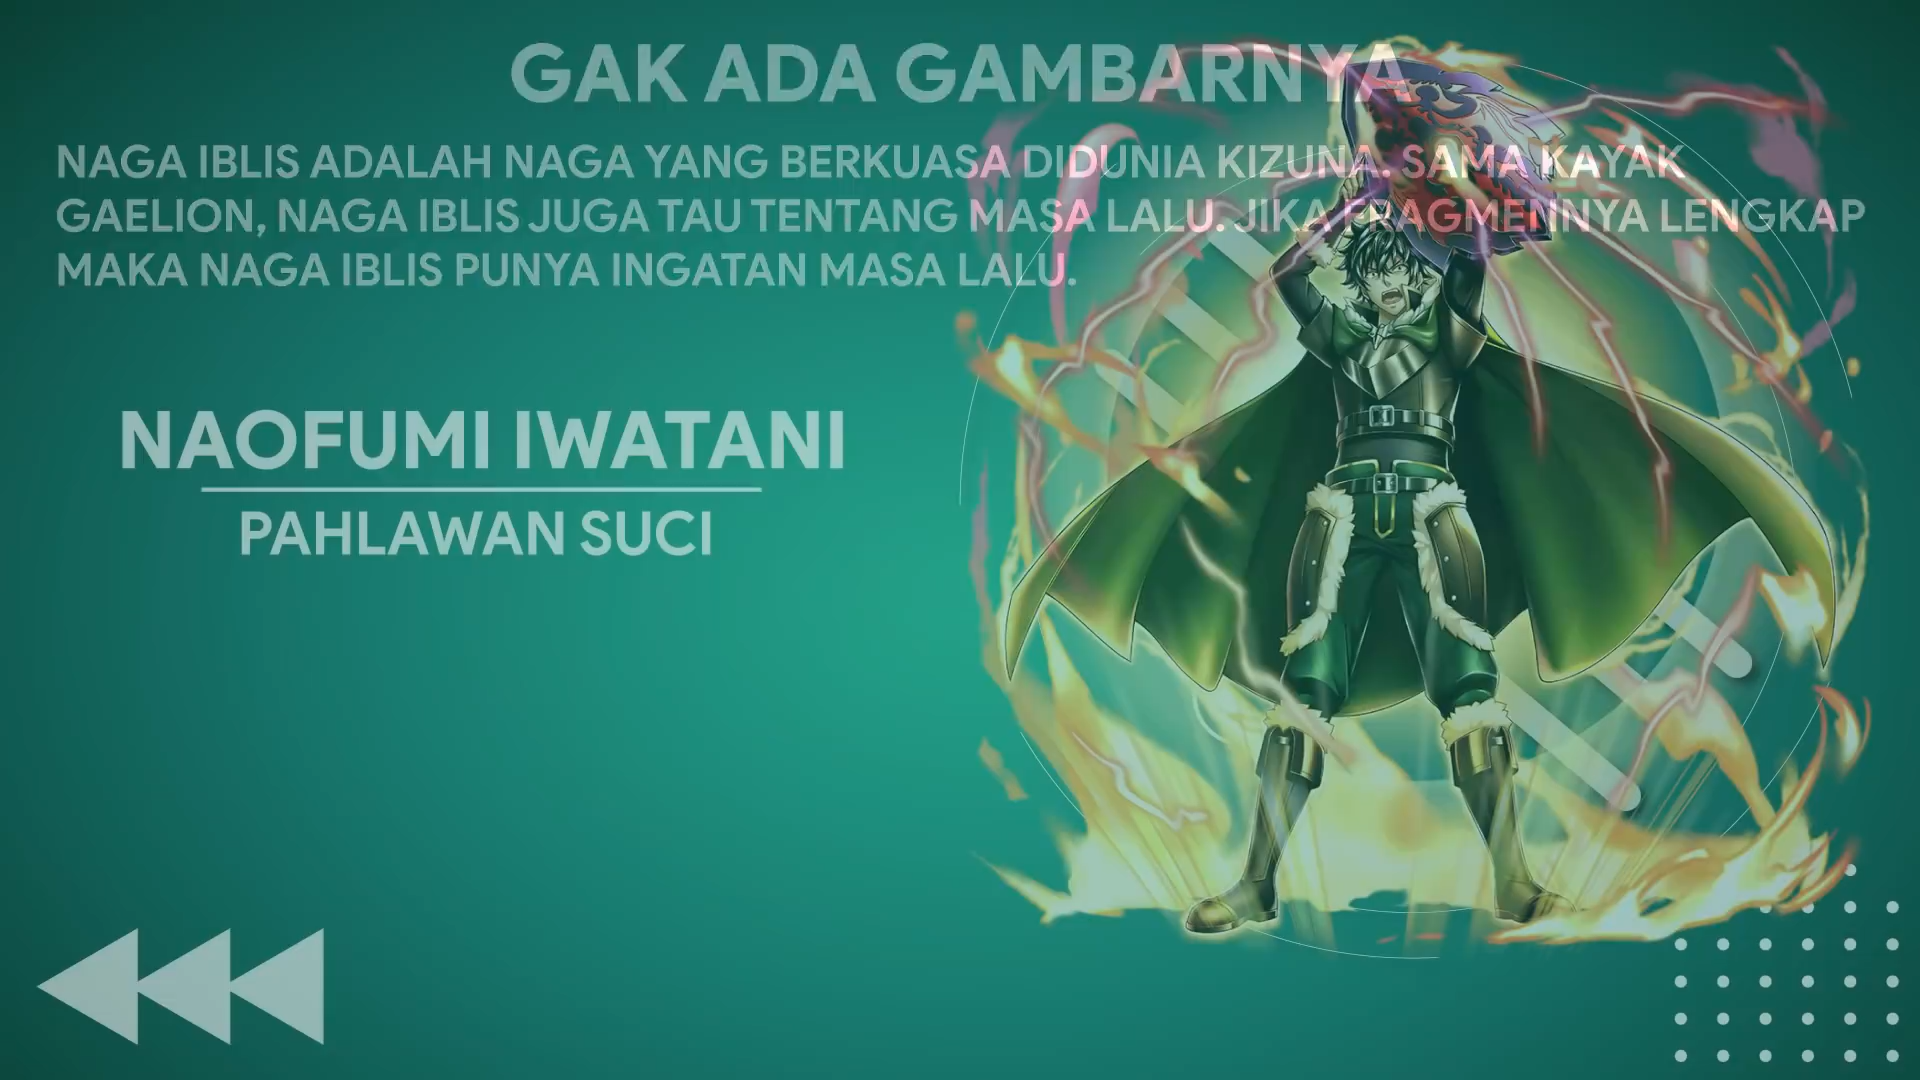 GAK ADA GAMBARNYA
NAGA IBLIS ADALAH NAGA YANG BERKUASA DIDUNIA KIZUNA. SAMA KAYAK
GAELION, NAGA IBLIS JUGA TAU TENTANG MASA LALU. JIKA FRAGMENNYA LENGKAP
MAKA NAGA IBLIS PUNYA INGATAN MASA LALU.
NAOFUMI IWATANI
PAHLAWAN SUCI